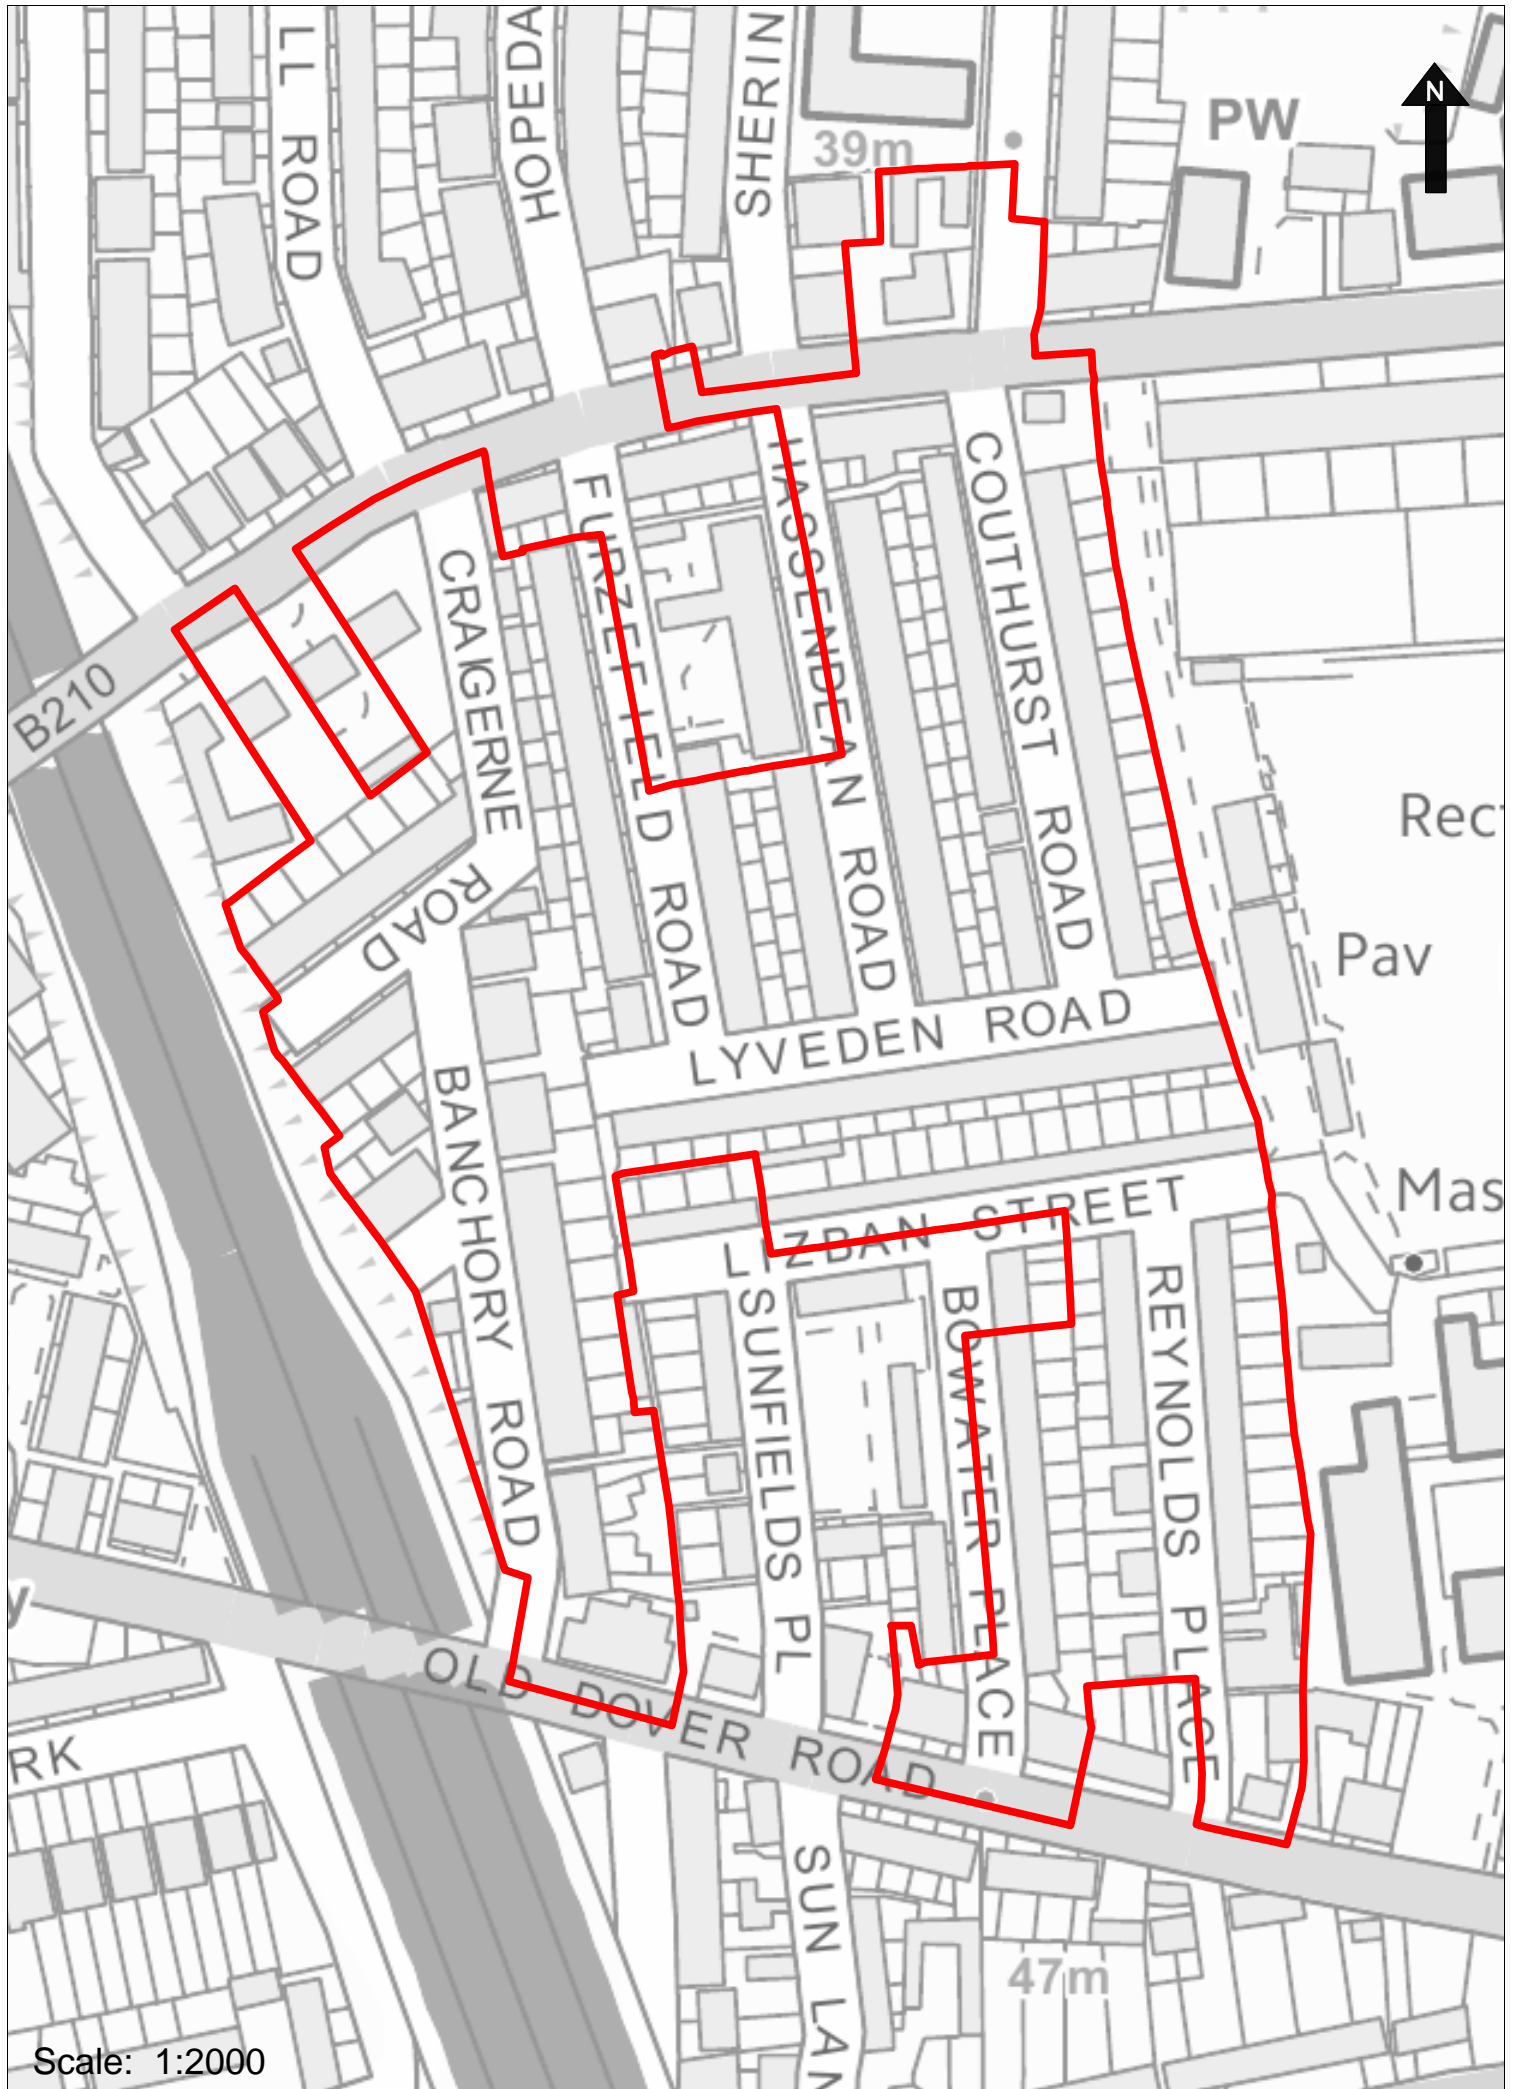 LL ROAD
HOPEDA
SHERIN
39m
PW
N
B210
CRAIGERNE
ROAD
FURZEFIELD ROAD
HASSENDEAN ROAD
COUTHURST ROAD
Rec
Pav
LYVEDEN ROAD
BANCHORY ROAD
Mas
LIZBAN STREET
SUNFIELDS PL
BOWATER PLACE
REYNOLDS PLACE
y
OLD DOVER ROAD
RK
SUN LAN
47m
Scale: 1:2000